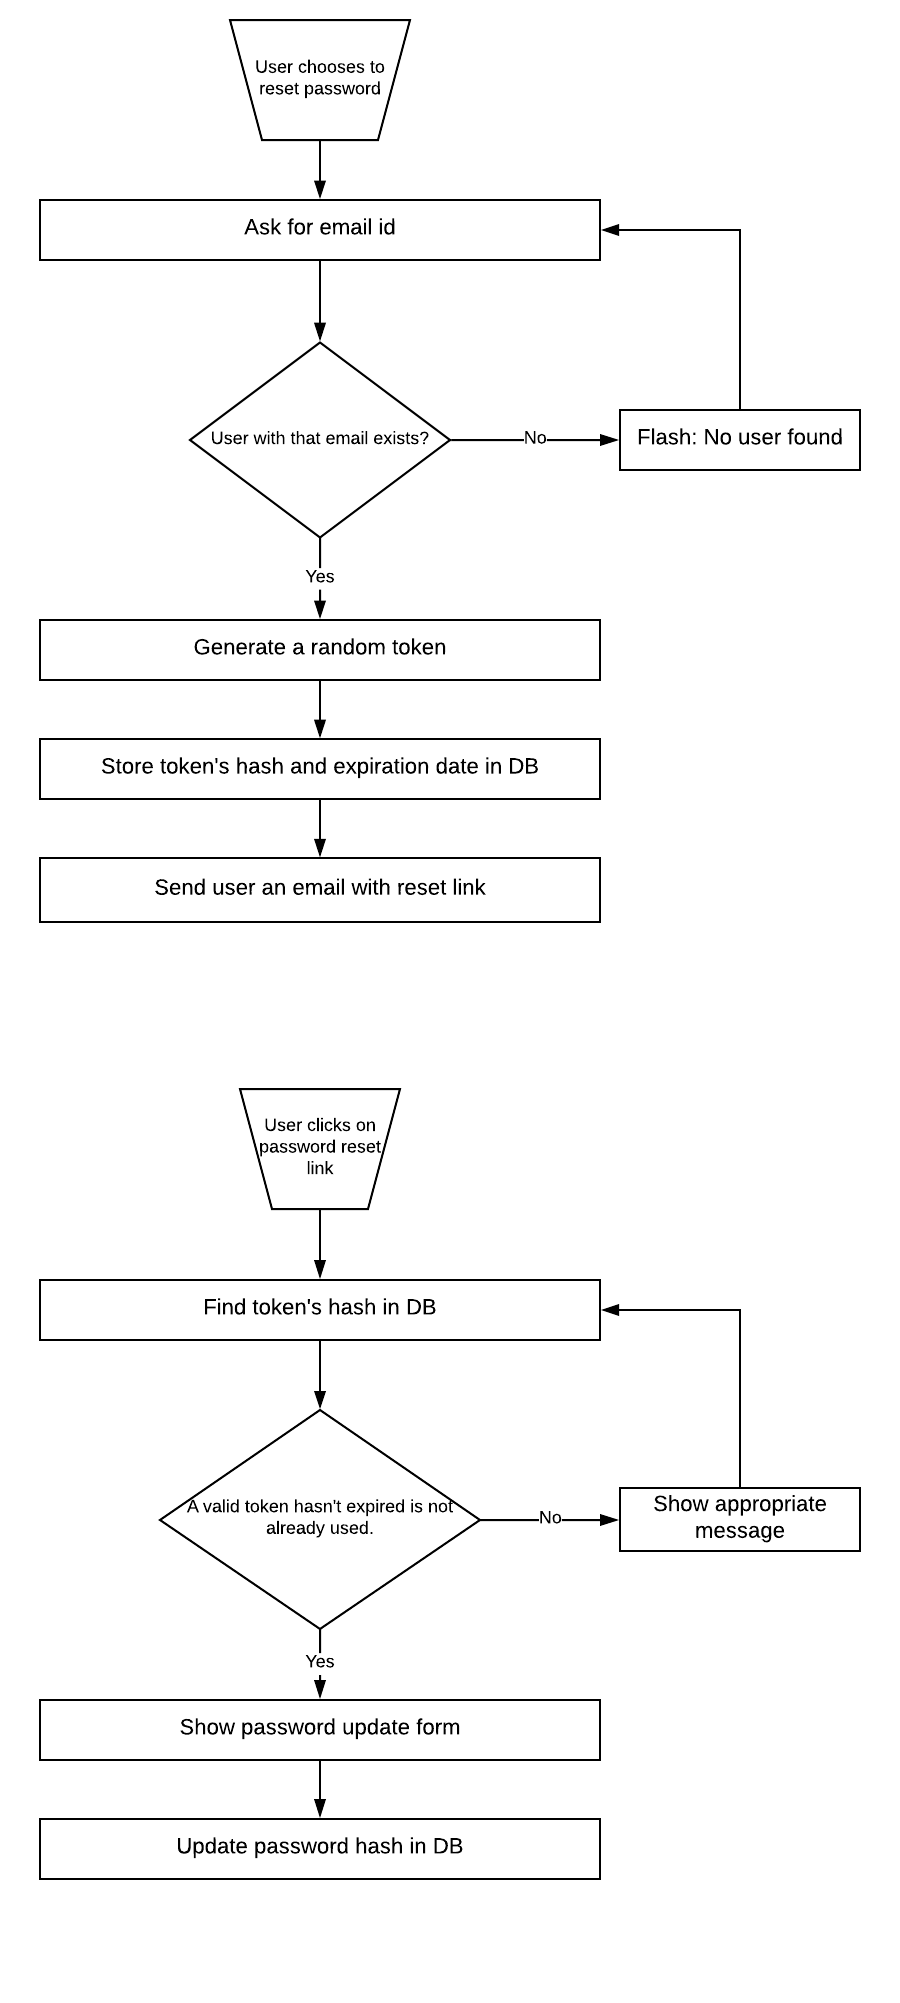 User chooses to
reset password
Ask for email id
User with that email exists?
No
Flash: No user found
Yes
Generate a random token
Store token's hash and expiration date in DB
Send user an email with reset link
User clicks on
password reset
link
Find token's hash in DB
A valid token hasn't expired is not
already used.
No
Show appropriate
message
Yes
Show password update form
Update password hash in DB